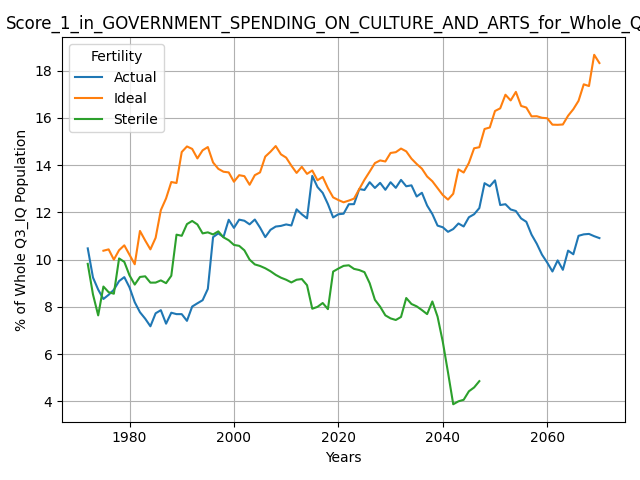 Score_1_in_GOVERNMENT_SPENDING_ON_CULTURE_AND_ARTS_for_Whole_Q
Fertility
Actual
Ideal
Sterile
% of Whole Q3_IQ Population
18
16
14
12
10
8
6
4
1980 2000 2020 2040 2060
Years